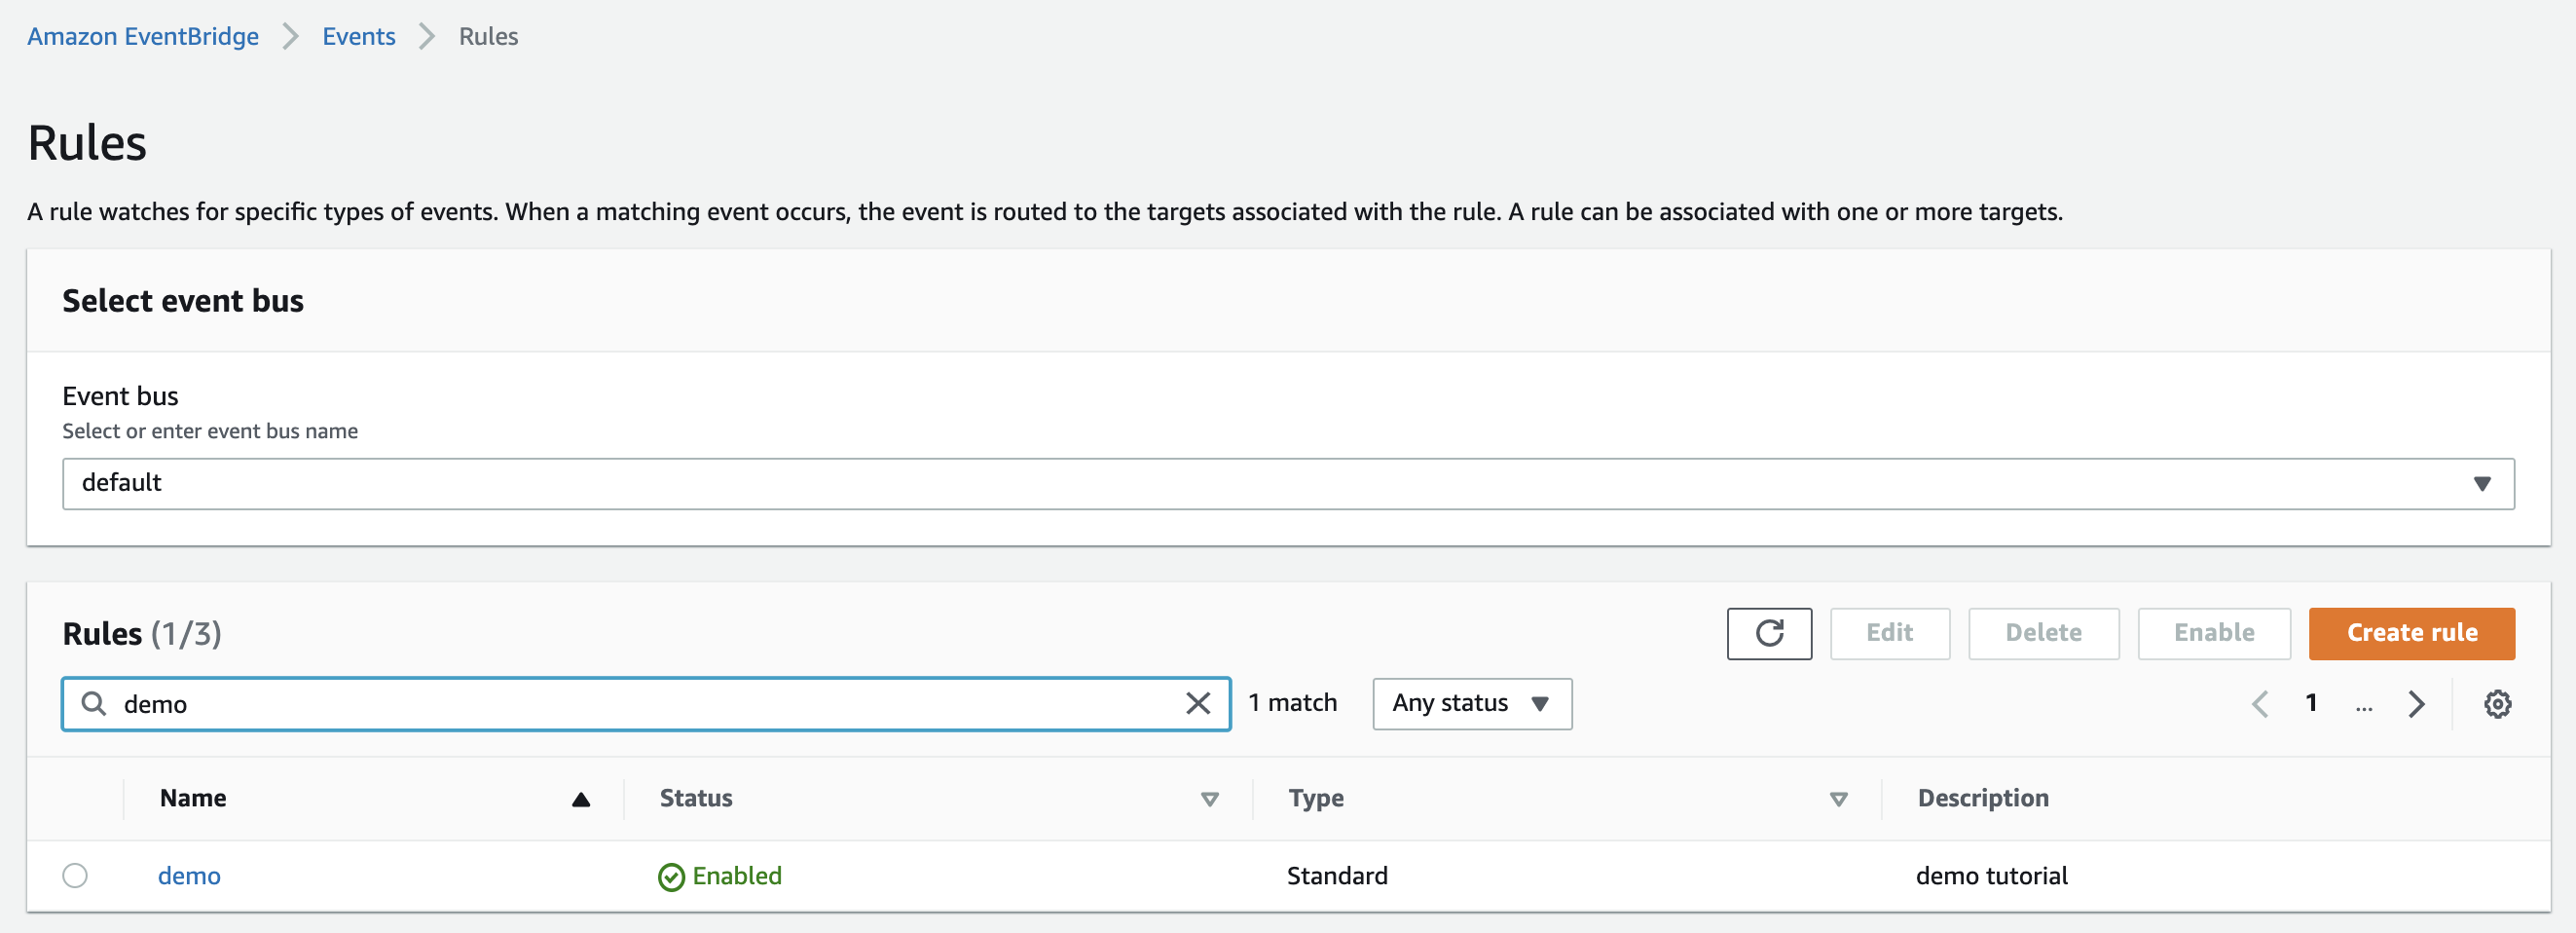 Amazon EventBridge > Events > Rules
Rules
A rule watches for specific types of events. When a matching event occurs, the event is routed to the targets associated with the rule. A rule can be associated with one or more targets.
Select event bus
Event bus
Select or enter event bus name
default
Rules (1/3) Edit Delete Enable Create rule
demo 1 match Any status 1 ...
Name Status Type Description
demo Enabled Standard demo tutorial